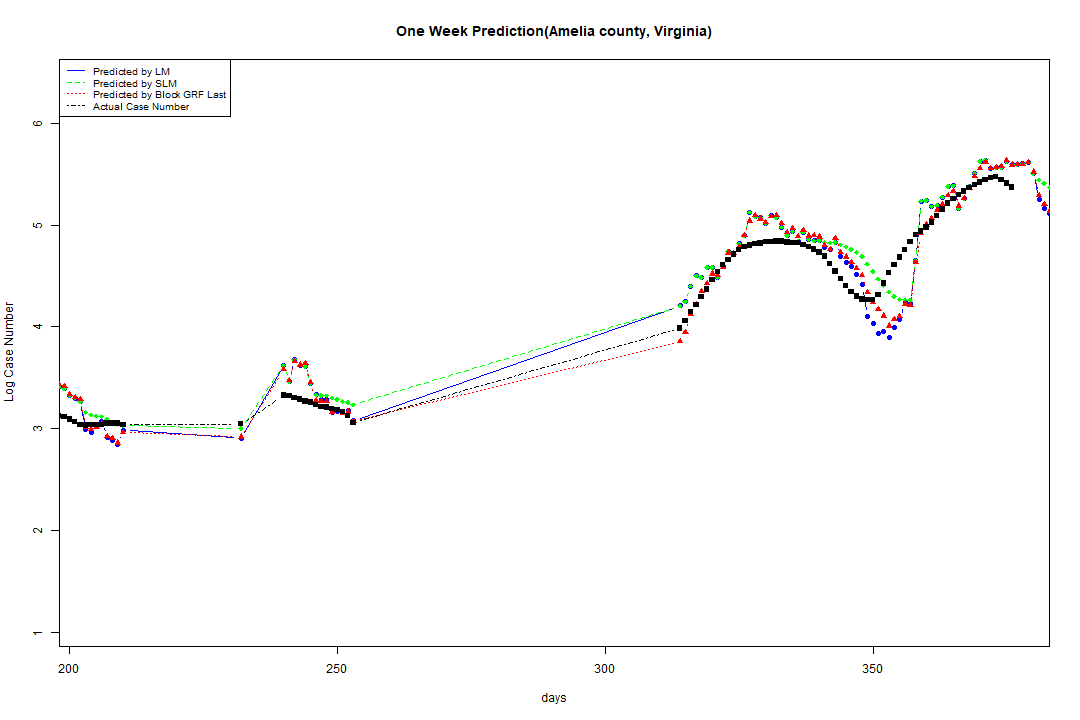 One Week Prediction(Amelia county, Virginia)
Predicted by LM
Predicted by SLM
Predicted by Block GRF Last
Actual Case Number
Log Case Number
6
5
4
3
2
1
200 250 300 350
days